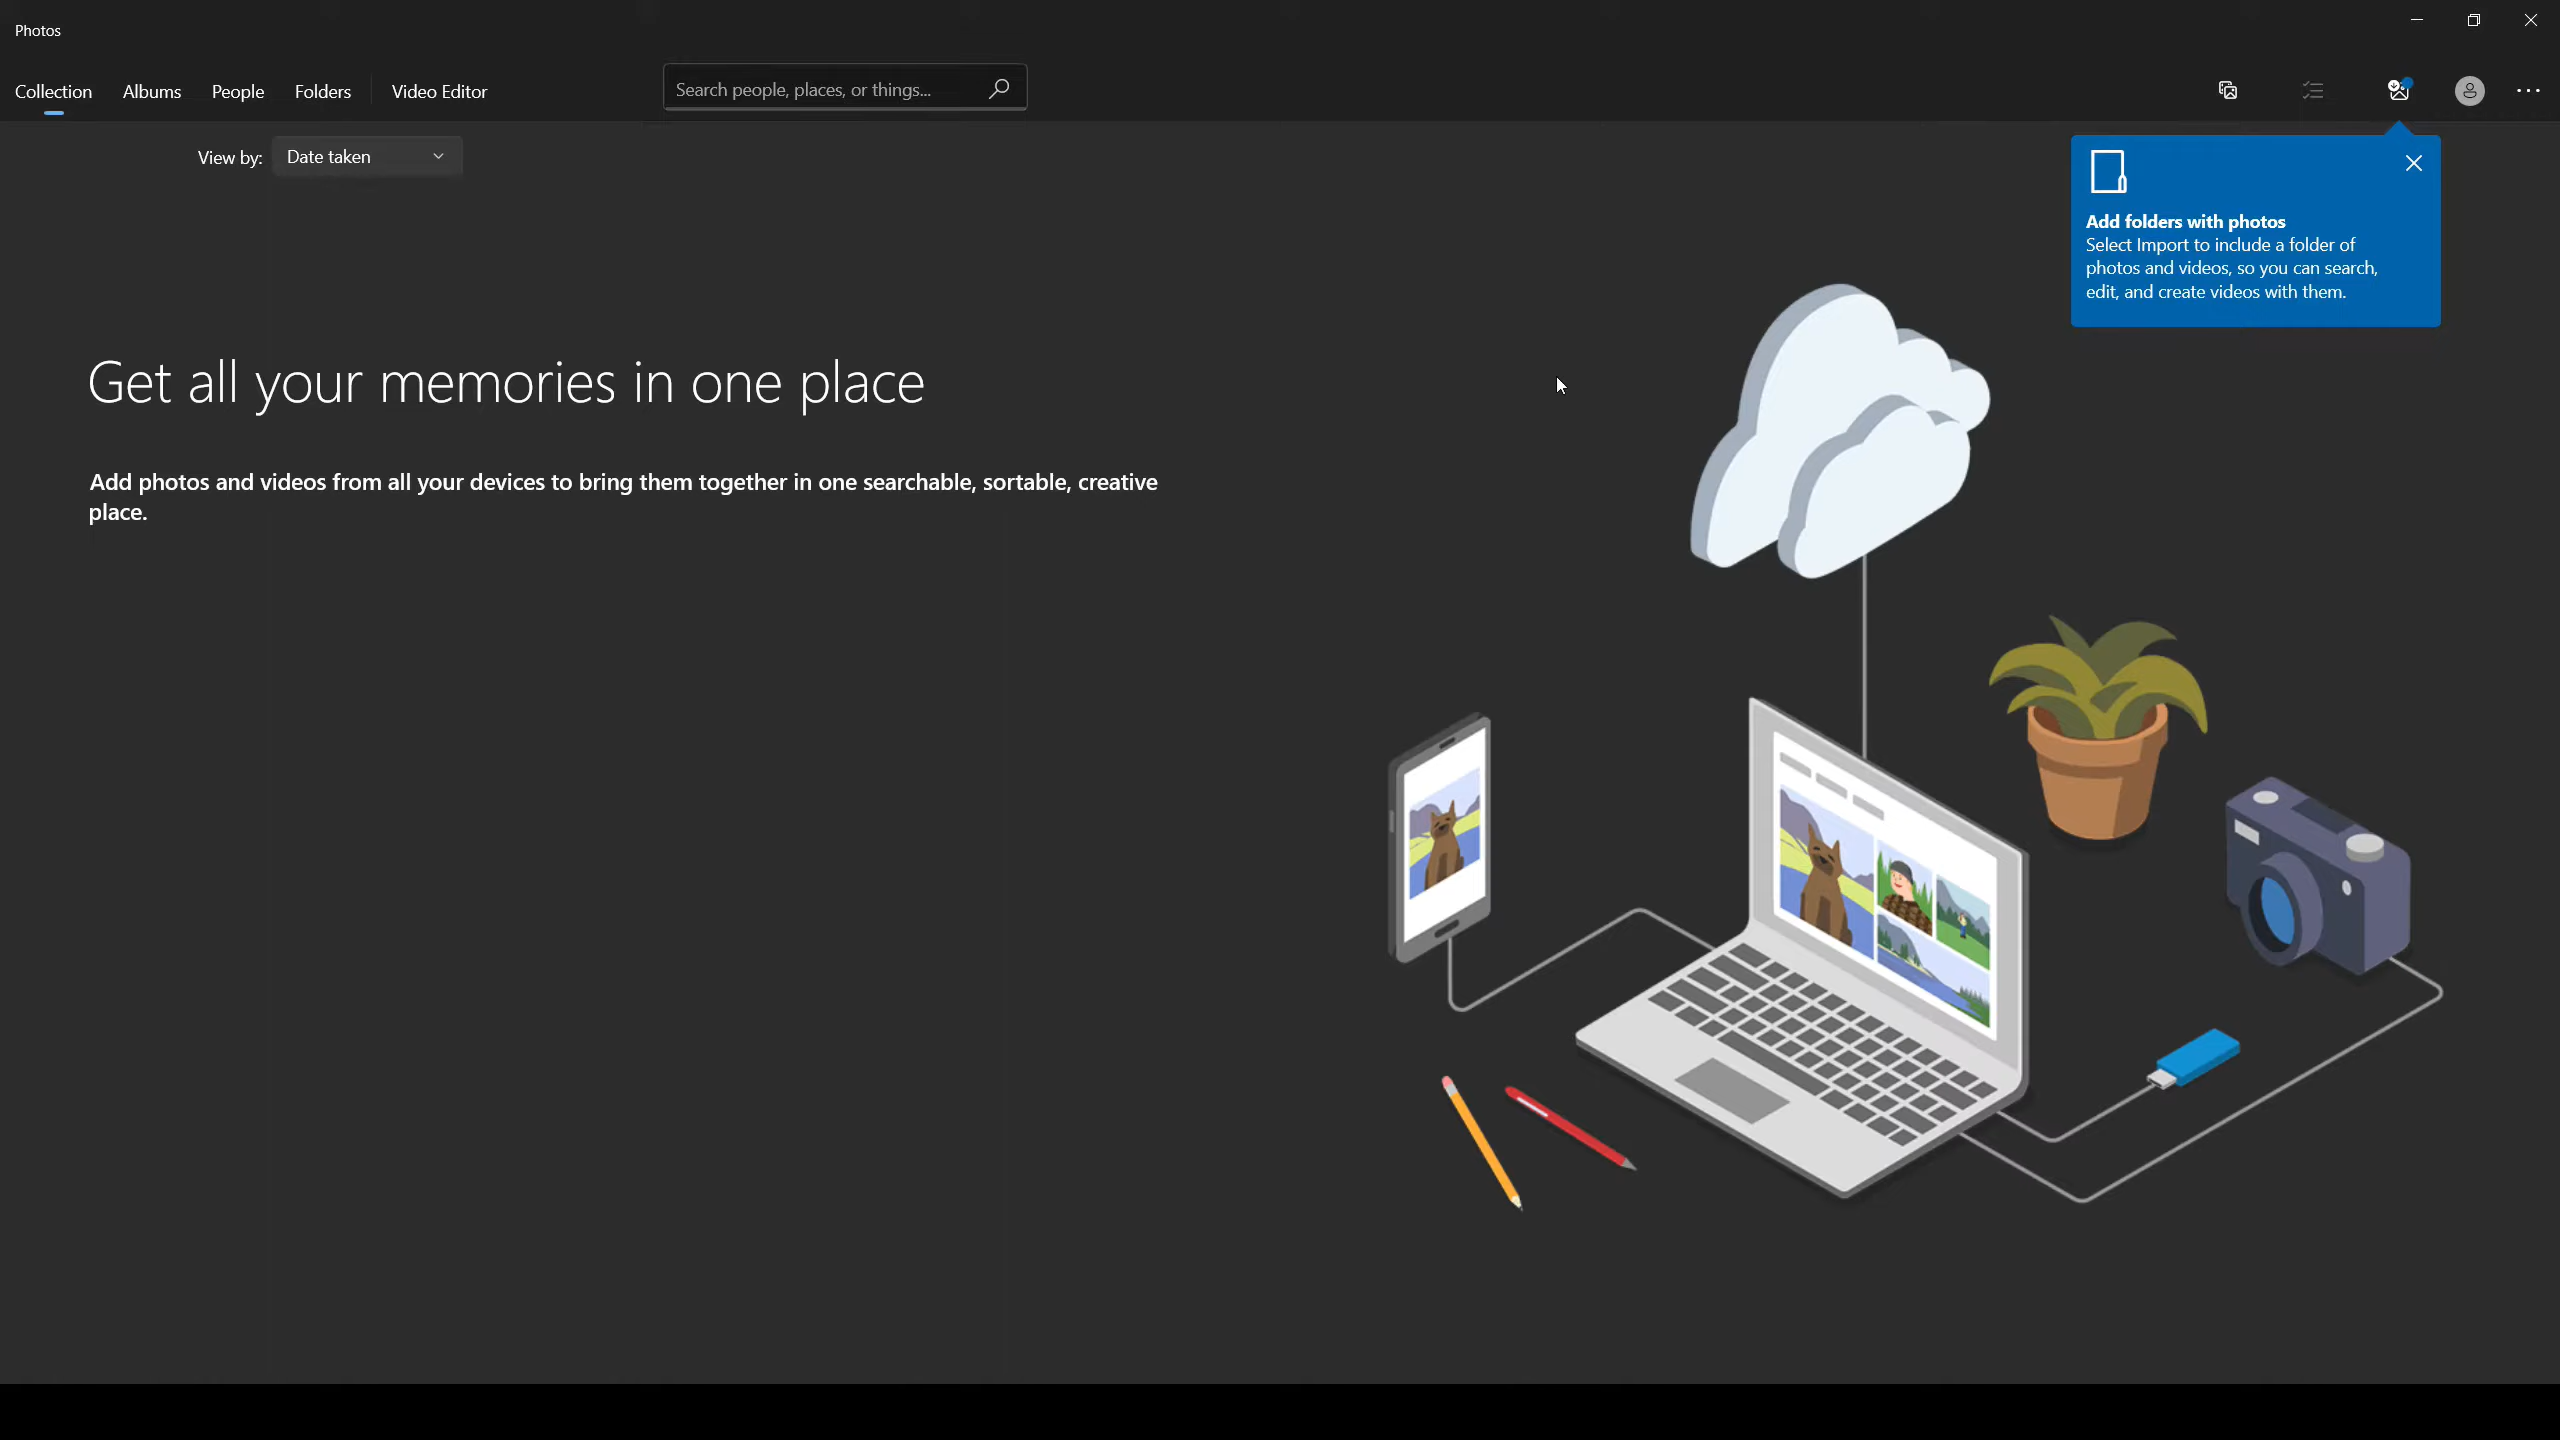 Photos
Collection
Albums
People
Folders
Video Editor
Search people, places, or things...
View by:
Date taken
Add folders with photos
Select Import to include a folder of
photos and videos, so you can search,
edit, and create videos with them.
Get all your memories in one place
Add photos and videos from all your devices to bring them together in one searchable, sortable, creative
place.